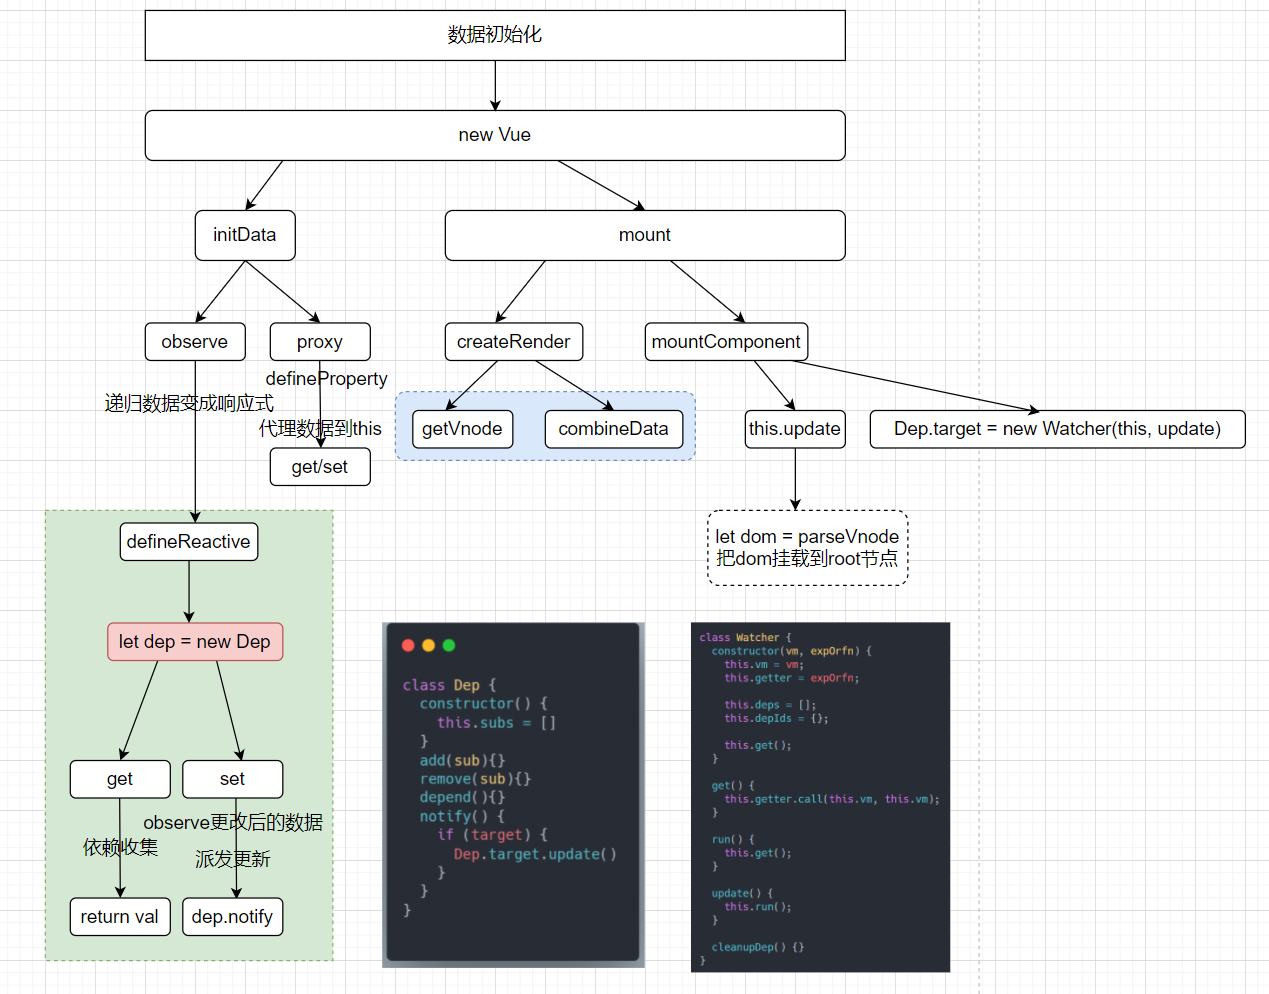 数据初始化
new Vue
initData
mount
observe
proxy
createRender
mountComponent
defineProperty
递归数据变成响应式
代理数据到this
getVnode
combineData
this.update
Dep.target = new Watcher(this, update)
get/set
defineReactive
let dom = parseVnode
把dom挂载到root节点
let dep = new Dep
get
set
observe更改后的数据
依赖收集
派发更新
return val
dep.notify
class Dep {
constructor() {
this.subs = []
}
add(sub){}
remove(sub){}
depend(){}
notify() {
if (target) {
Dep.target.update()
}
}
}
class Watcher {
constructor(vm, expOrfn) {
this.vm = vm;
this.getter = expOrfn;
this.deps = [];
this.depIds = {};
this.get();
}
get() {
this.getter.call(this.vm, this.vm);
}
run() {
this.get();
}
update() {
this.run();
}
cleanupDep() {}
}